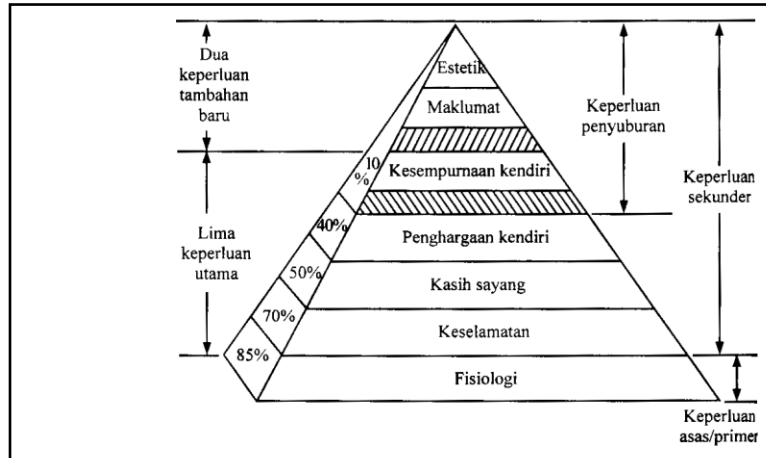 Dua
keperluan
tambahan
baru
Lima
keperluan
utama
10
%
40%
50%
70%
85%
Estetik
Maklumat
Kesempurnaan kendiri
Penghargaan kendiri
Kasih sayang
Keselamatan
Fisiologi
Keperluan
penyuburan
Keperluan
sekunder
Keperluan
asas/primer